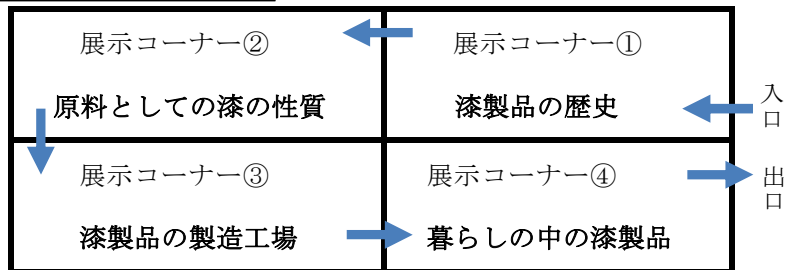 展示コーナー②
原料としての漆の性質
展示コーナー①
漆製品の歴史
入口
展示コーナー③
漆製品の製造工場
展示コーナー④
暮らしの中の漆製品
出口